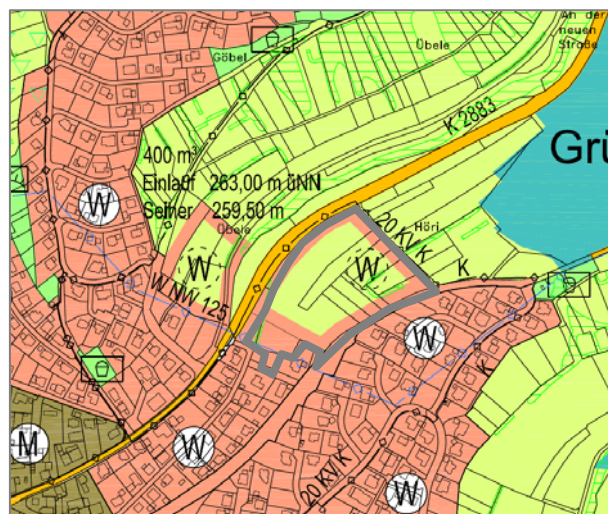 An der
neuen
Straße
Göbel
Übele
K 2883
Grü
400 m³
Einlauf 263,00 m üNN
Seiher 259,50 m
Übele
20 KV K
Höri
W
W
W
K
W NW 125
W
K
M
W
20 KV K
W